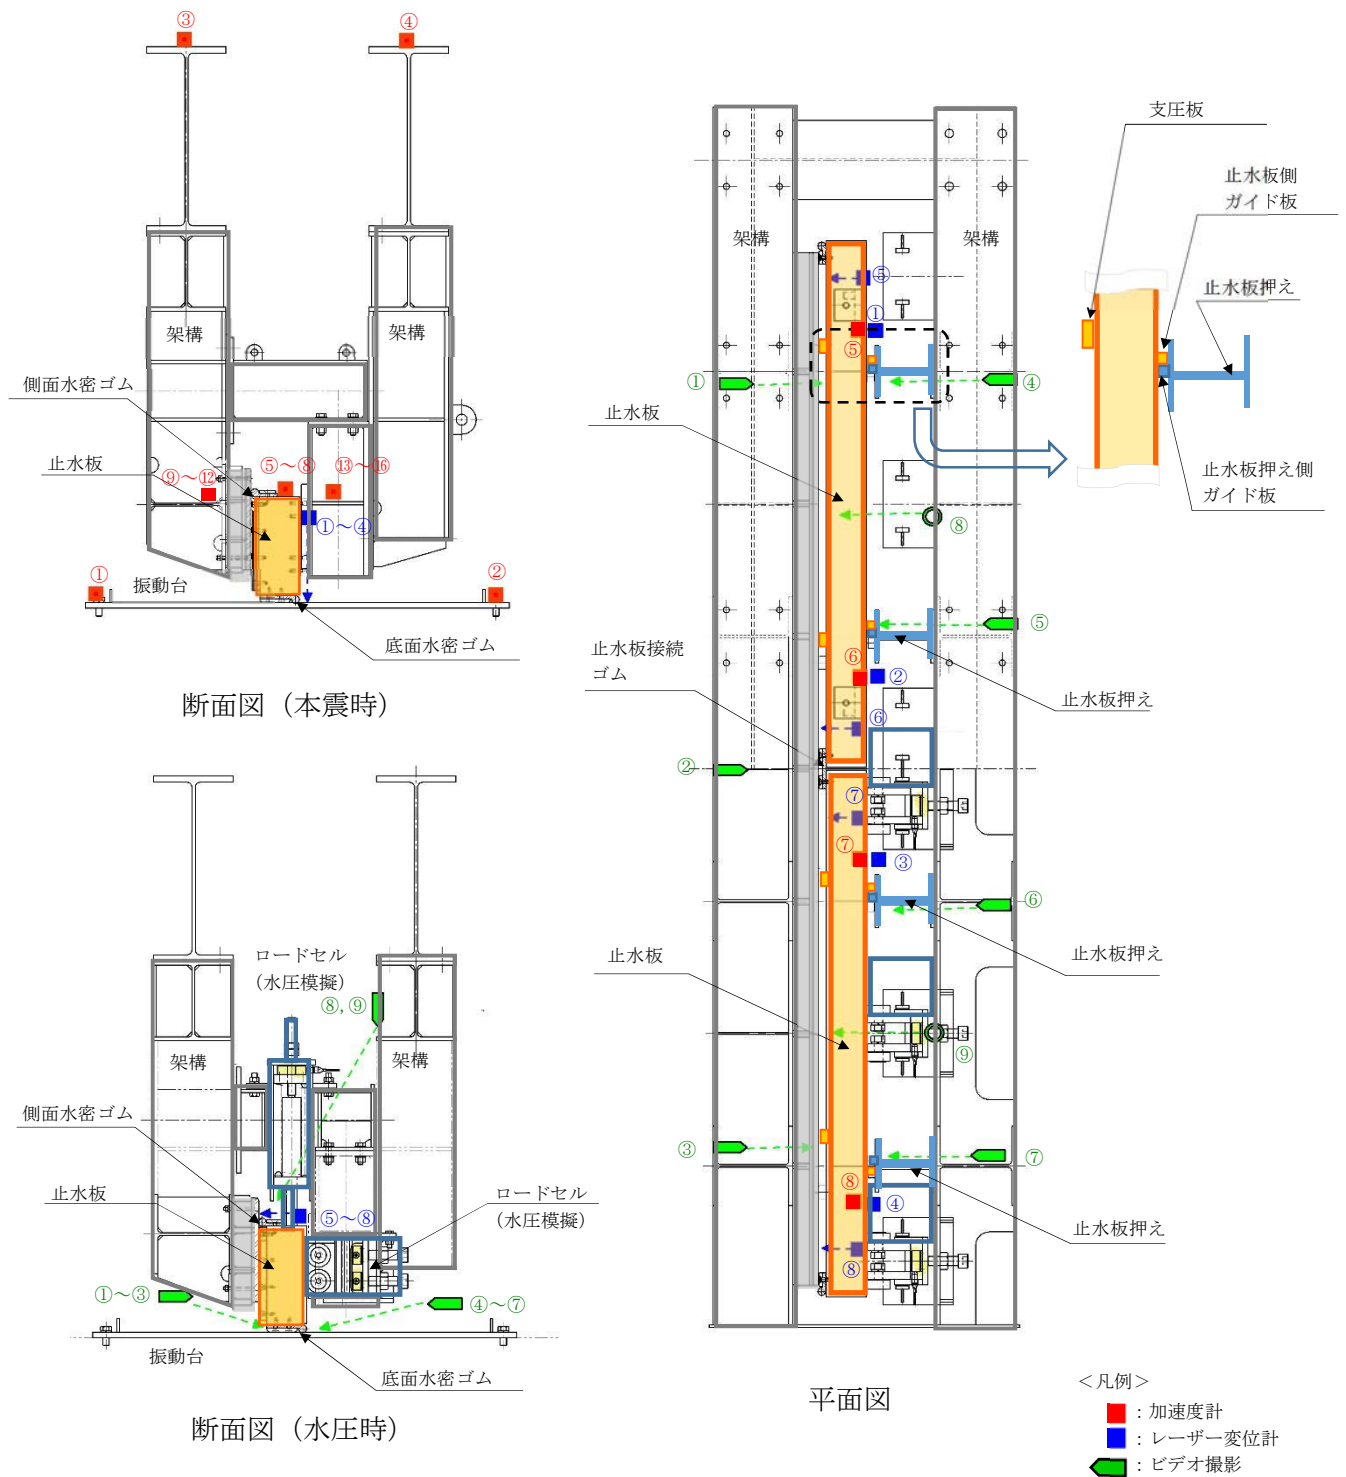 ③
④
架構
架構
側面水密ゴム
止水板
⑨～⑫
⑤～⑧
⑬～⑯
①～④
①
②
振動台
底面水密ゴム
断面図（本震時）
ロードセル
（水圧模擬）
⑧,⑨
架構
架構
側面水密ゴム
止水板
⑤～⑧
ロードセル
（水圧模擬）
①～③
④～⑦
振動台
底面水密ゴム
断面図（水圧時）
架構
架構
⑤
①
⑤
①
④
止水板
⑧
⑤
止水板接続
ゴム
⑥
②
止水板押え
⑥
②
⑦
⑦
③
⑥
止水板
止水板押え
⑨
③
⑦
⑧
④
止水板押え
⑧
平面図
支圧板
止水板側
ガイド板
止水板押え
止水板押え側
ガイド板
＜凡例＞
：加速度計
：レーザー変位計
：ビデオ撮影